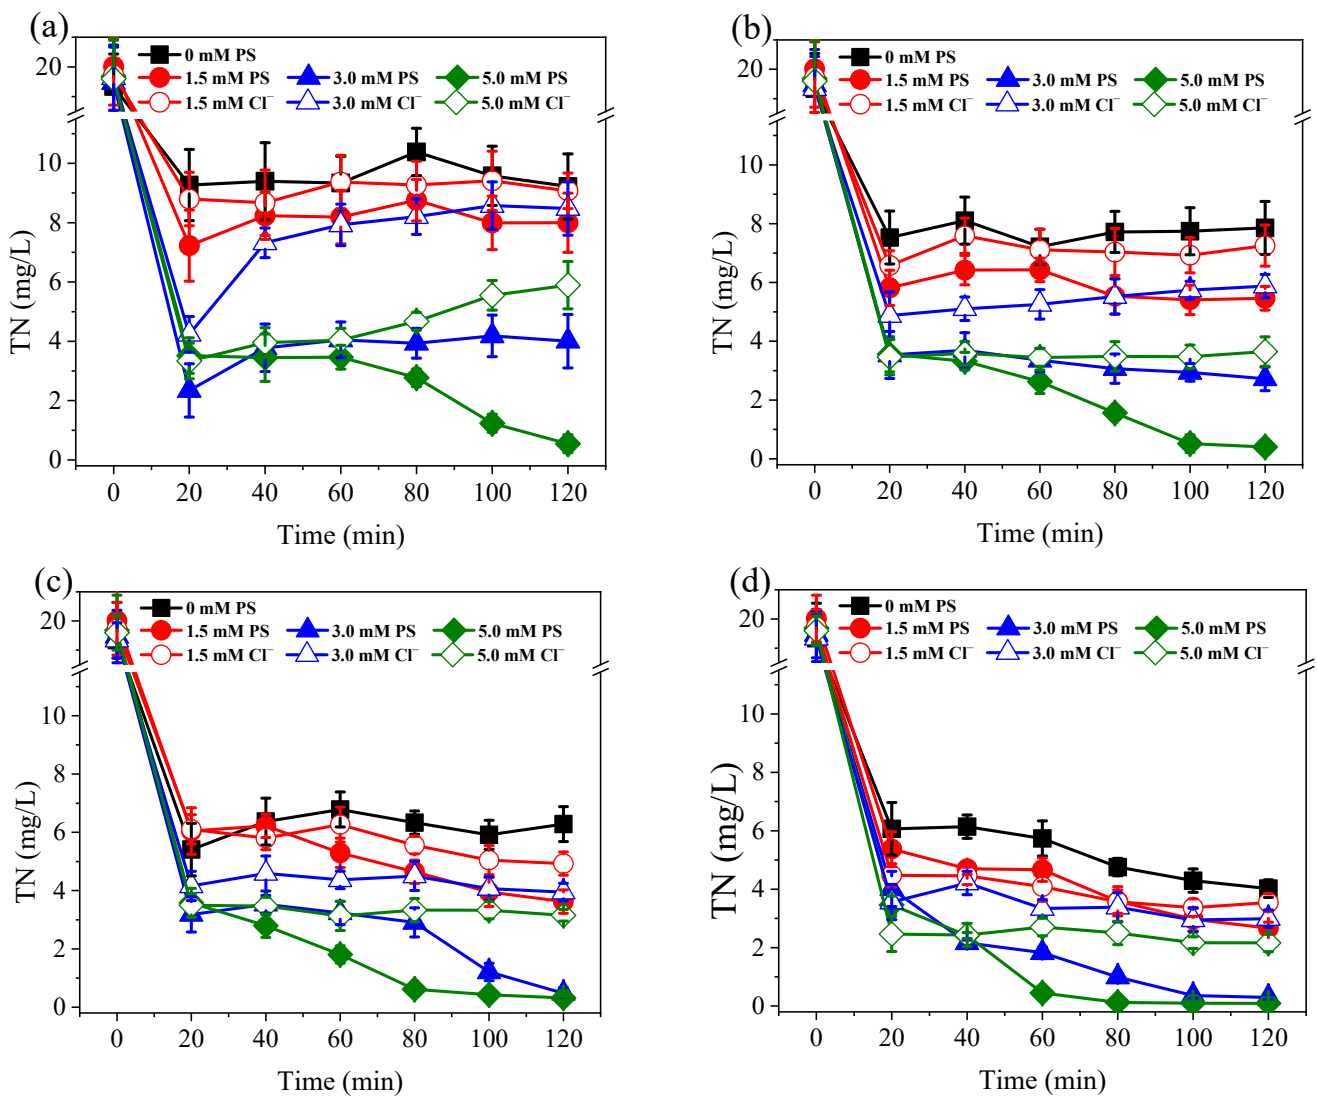 (a)
0 mM PS
1.5 mM PS 3.0 mM PS 5.0 mM PS
1.5 mM Cl⁻ 3.0 mM Cl⁻ 5.0 mM Cl⁻
20
10
8
6
4
2
0
TN (mg/L)
0 20 40 60 80 100 120
Time (min)
(b)
0 mM PS
1.5 mM PS 3.0 mM PS 5.0 mM PS
1.5 mM Cl⁻ 3.0 mM Cl⁻ 5.0 mM Cl⁻
20
10
8
6
4
2
0
TN (mg/L)
0 20 40 60 80 100 120
Time (min)
(c)
0 mM PS
1.5 mM PS 3.0 mM PS 5.0 mM PS
1.5 mM Cl⁻ 3.0 mM Cl⁻ 5.0 mM Cl⁻
20
10
8
6
4
2
0
TN (mg/L)
0 20 40 60 80 100 120
Time (min)
(d)
0 mM PS
1.5 mM PS 3.0 mM PS 5.0 mM PS
1.5 mM Cl⁻ 3.0 mM Cl⁻ 5.0 mM Cl⁻
20
10
8
6
4
2
0
TN (mg/L)
0 20 40 60 80 100 120
Time (min)